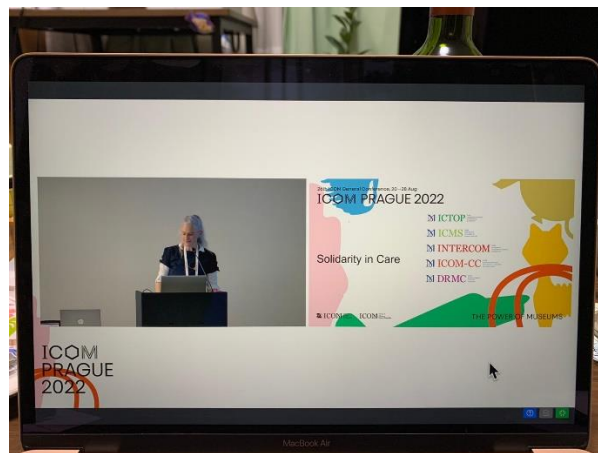 ICOM General Conference, 20–28 Aug
ICOM PRAGUE 2022
ICTOP
ICMS
Solidarity in Care
INTERCOM
ICOM-CC
DRMC
ICOM
ICOM
THE POWER OF MUSEUMS
ICOM
PRAGUE
2022
MacBook Air